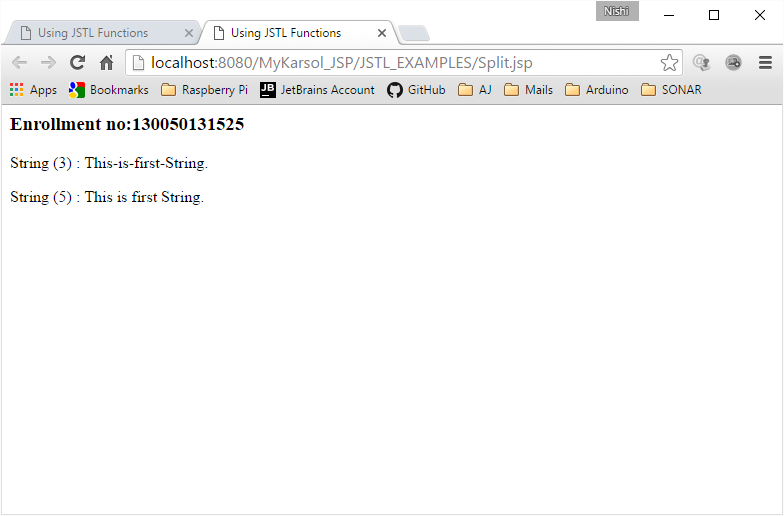 Nishi
Using JSTL Functions Using JSTL Functions
localhost:8080/MyKarsol_JSP/JSTL_EXAMPLES/Split.jsp
Apps Bookmarks Raspberry Pi JB JetBrains Account GitHub AJ Mails Arduino SONAR
Enrollment no:130050131525
String (3) : This-is-first-String.
String (5) : This is first String.